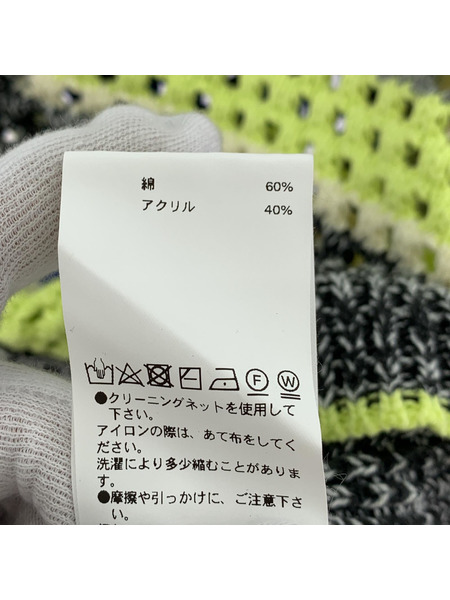 綿 60%
アクリル 40%
F W
●クリーニングネットを使用して
下さい。
アイロンの際は、あて布をしてく
ださい。
洗濯により多少縮むことがありま
す。
●摩擦や引っかけに、ご注意下さ
い。